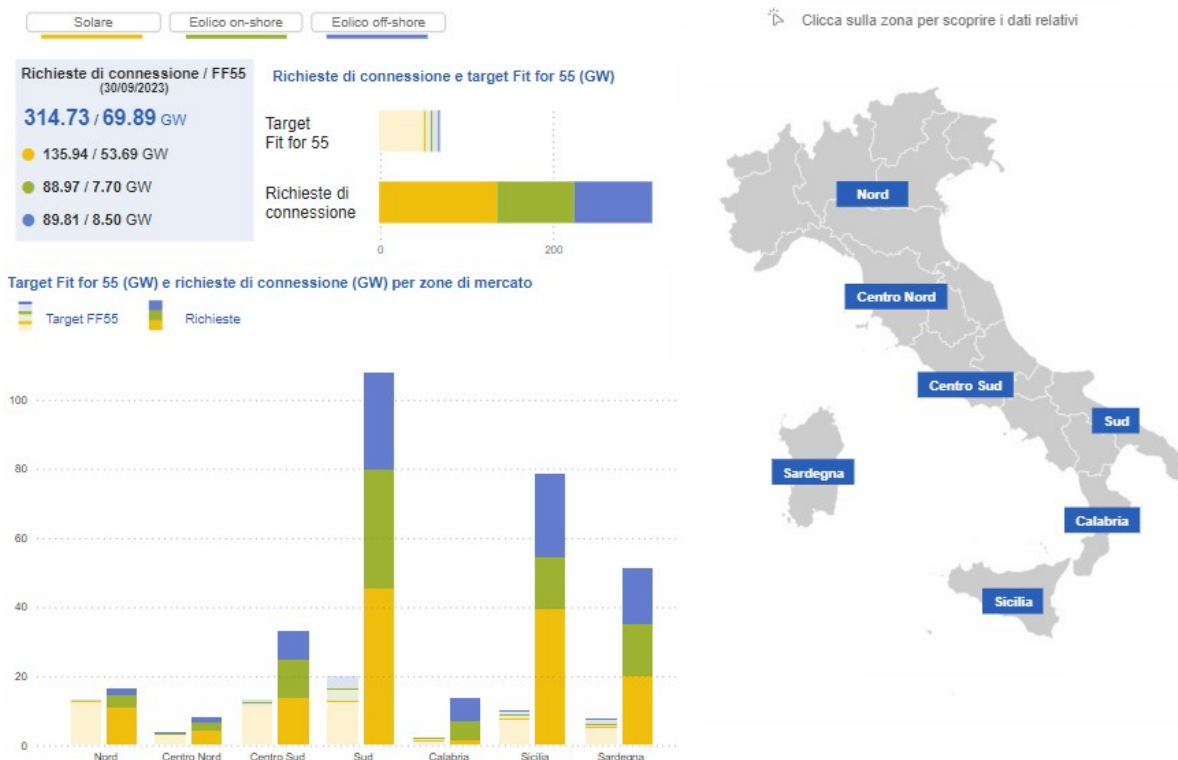 Solare
Eolico on-shore
Eolico off-shore
Clicca sulla zona per scoprire i dati relativi
Richieste di connessione / FF55
(30/09/2023)
314.73 / 69.89 GW
135.94 / 53.69 GW
88.97 / 7.70 GW
89.81 / 8.50 GW
Richieste di connessione e target Fit for 55 (GW)
Target
Fit for 55
Richieste di
connessione
0
200
Target Fit for 55 (GW) e richieste di connessione (GW) per zone di mercato
Target FF55
Richieste
100
80
60
40
20
0
Nord
Centro Nord
Centro Sud
Sud
Calabria
Sicilia
Sardegna
Nord
Centro Nord
Centro Sud
Sud
Sardegna
Calabria
Sicilia